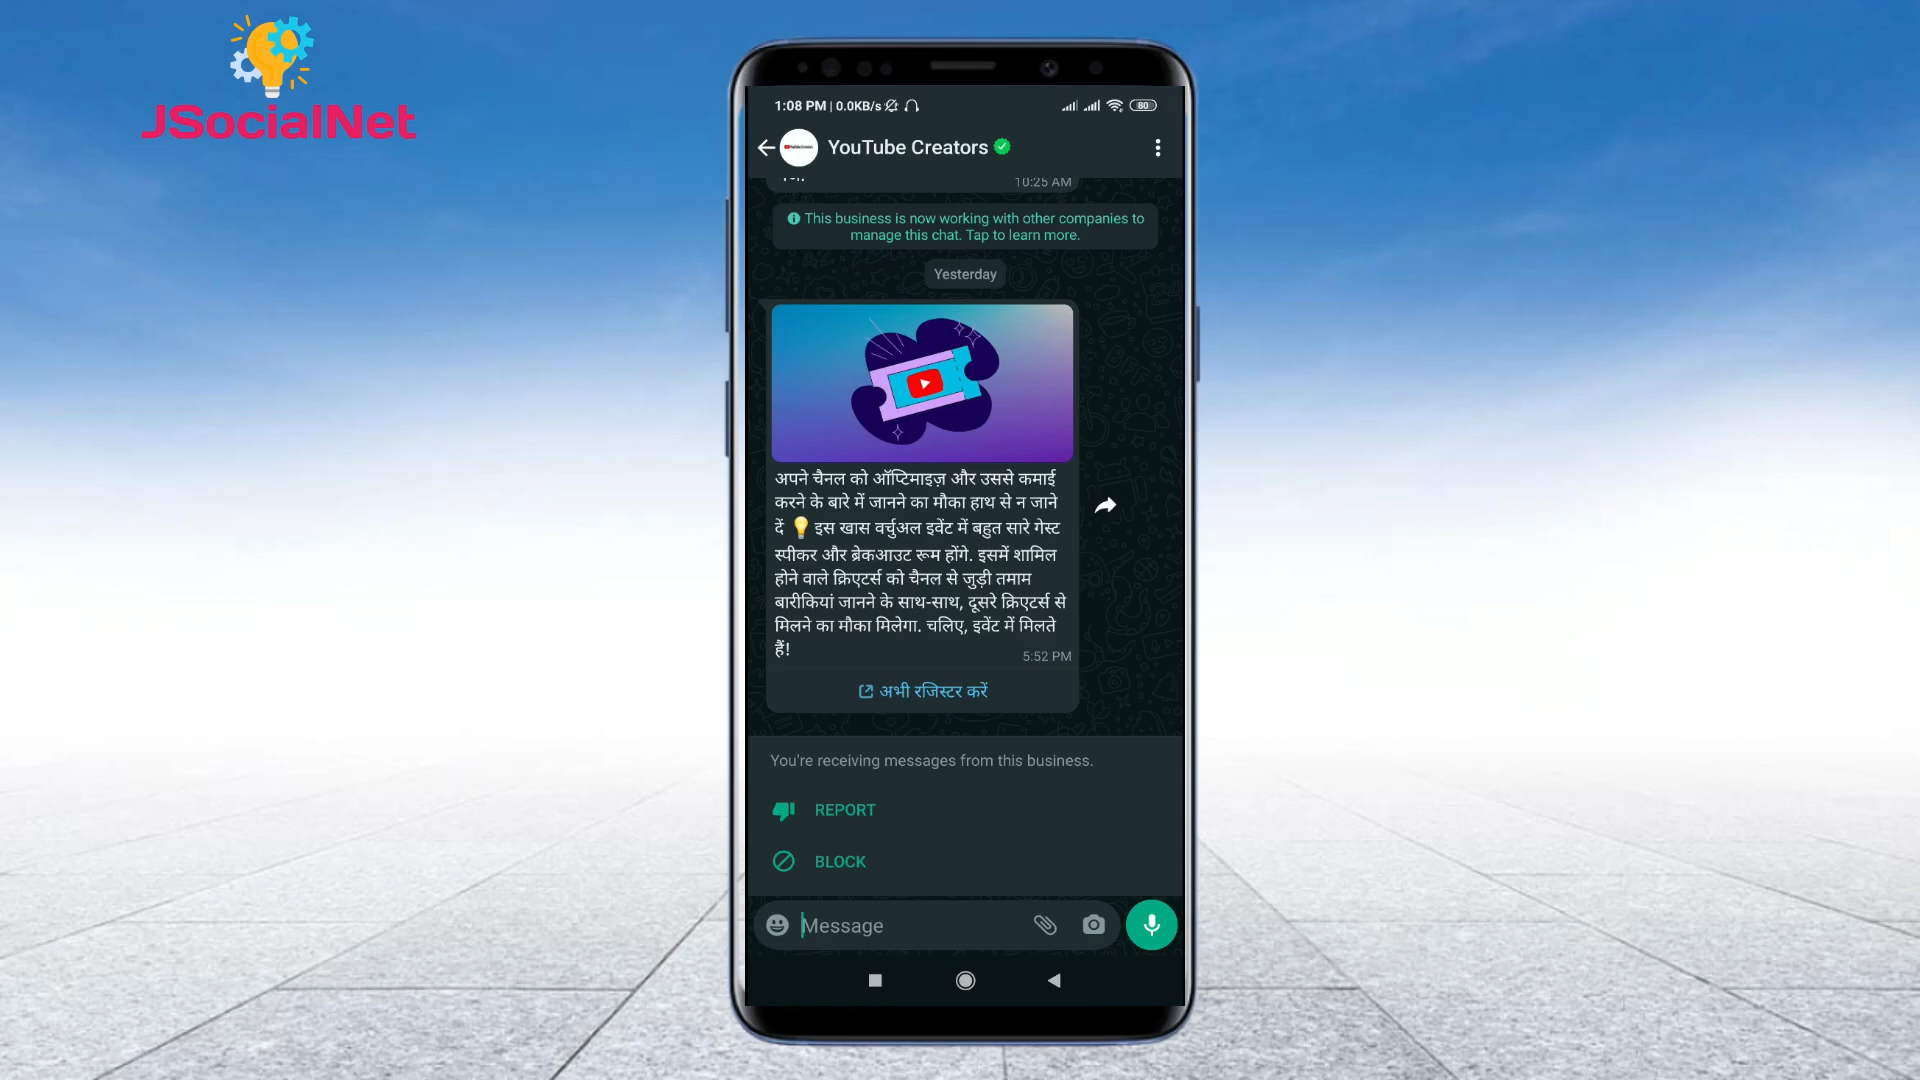 JSocialNet
1:08 PM | 0.0KB/s
80
YouTube Creators
10:25 AM
This business is now working with other companies to
manage this chat. Tap to learn more.
Yesterday
अपने चैनल को ऑप्टिमाइज़ और उससे कमाई
करने के बारे में जानने का मौका हाथ से न जाने
दें 💡 इस खास वर्चुअल इवेंट में बहुत सारे गेस्ट
स्पीकर और ब्रेकआउट रूम होंगे. इसमें शामिल
होने वाले क्रिएटर्स को चैनल से जुड़ी तमाम
बारीकियां जानने के साथ-साथ, दूसरे क्रिएटर्स से
मिलने का मौका मिलेगा. चलिए, इवेंट में मिलते
हैं!
5:52 PM
अभी रजिस्टर करें
You're receiving messages from this business.
REPORT
BLOCK
Message